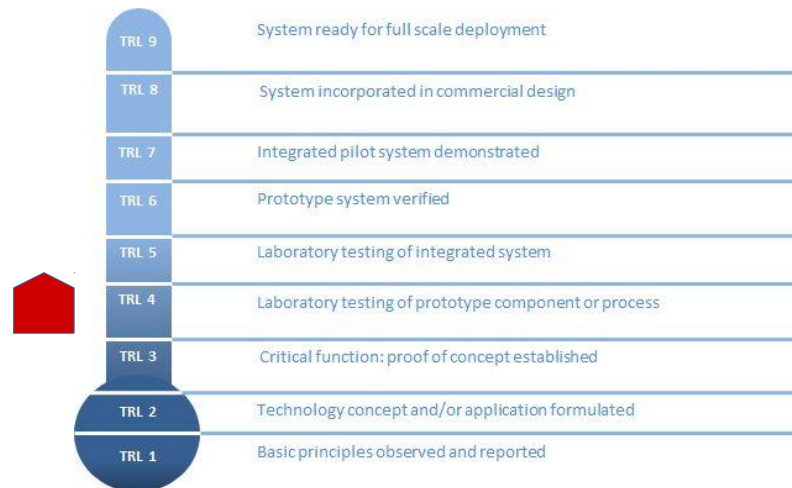 TRL 9 System ready for full scale deployment
TRL 8 System incorporated in commercial design
TRL 7 Integrated pilot system demonstrated
TRL 6 Prototype system verified
TRL 5 Laboratory testing of integrated system
TRL 4 Laboratory testing of prototype component or process
TRL 3 Critical function: proof of concept established
TRL 2 Technology concept and/or application formulated
TRL 1 Basic principles observed and reported